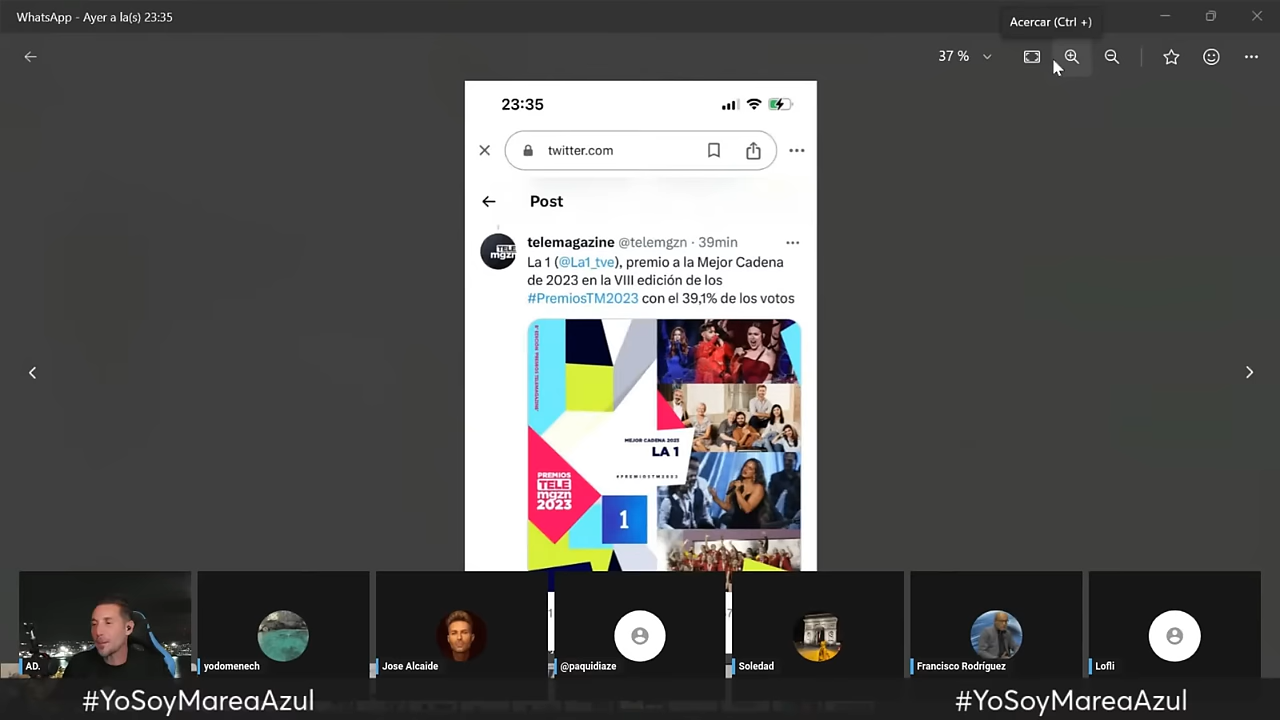 WhatsApp - Ayer a la(s) 23:35
Acercar (Ctrl +)
37 %
23:35
twitter.com
Post
telemagazine @telemgzn · 39min
La 1 (@La1_tve), premio a la Mejor Cadena
de 2023 en la VIII edición de los
#PremiosTM2023 con el 39,1% de los votos
TELE
mgzn
MEJOR CADENA 2023
LA 1
#PREMIOSTM2023
PREMIOS
TELE
mgzn
2023
1
AD.
yodomenech
Jose Alcaide
@paquidiaze
Soledad
Francisco Rodríguez
Lofli
#YoSoyMareaAzul
#YoSoyMareaAzul